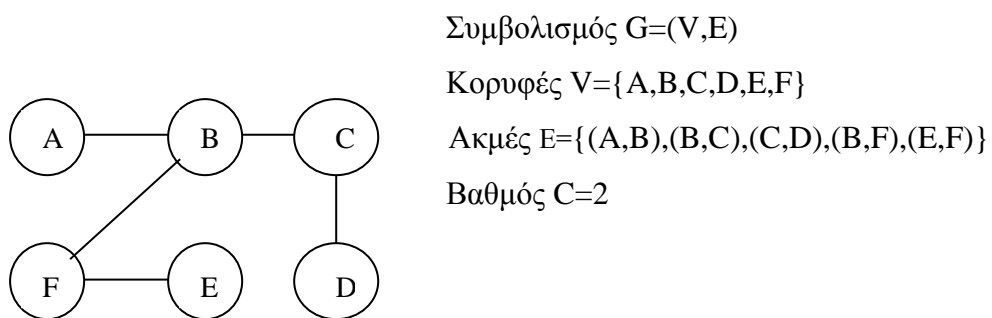 Συμβολισμός G=(V,E)
Κορυφές V={A,B,C,D,E,F}
Ακμές E={(A,B),(B,C),(C,D),(B,F),(E,F)}
Βαθμός C=2
A B C
F E D